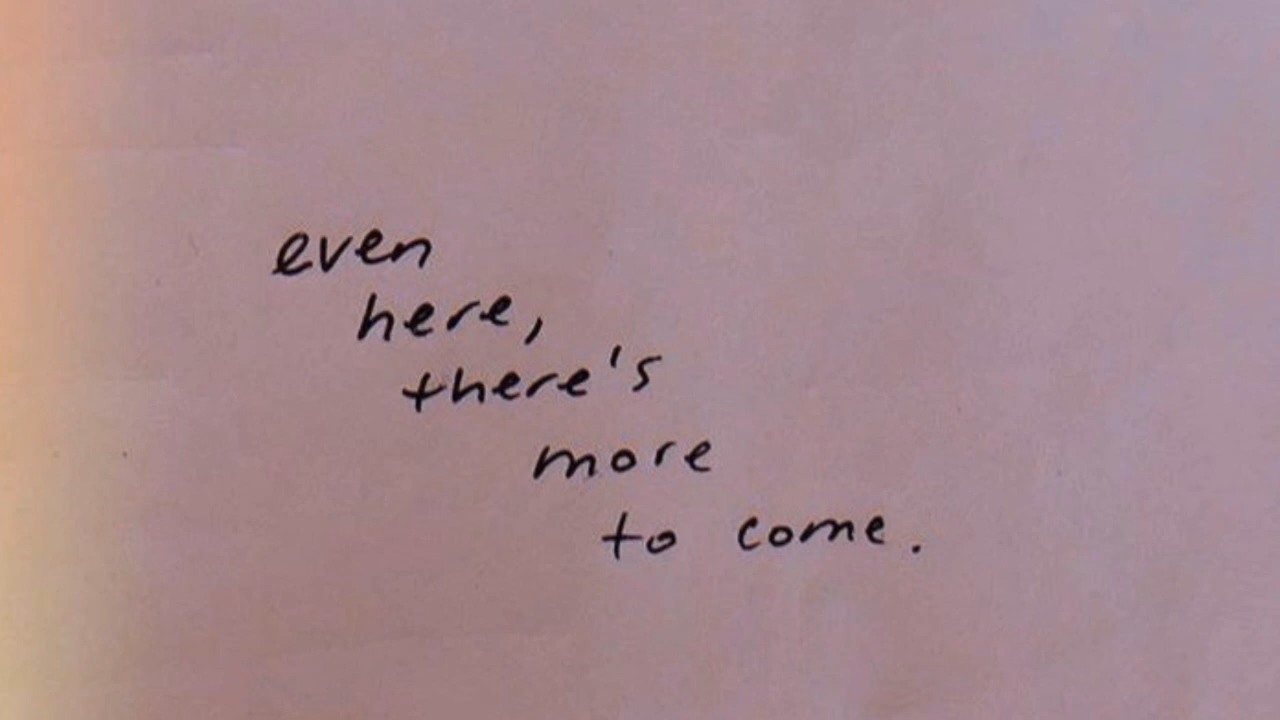 even
here,
there's
more
to come.